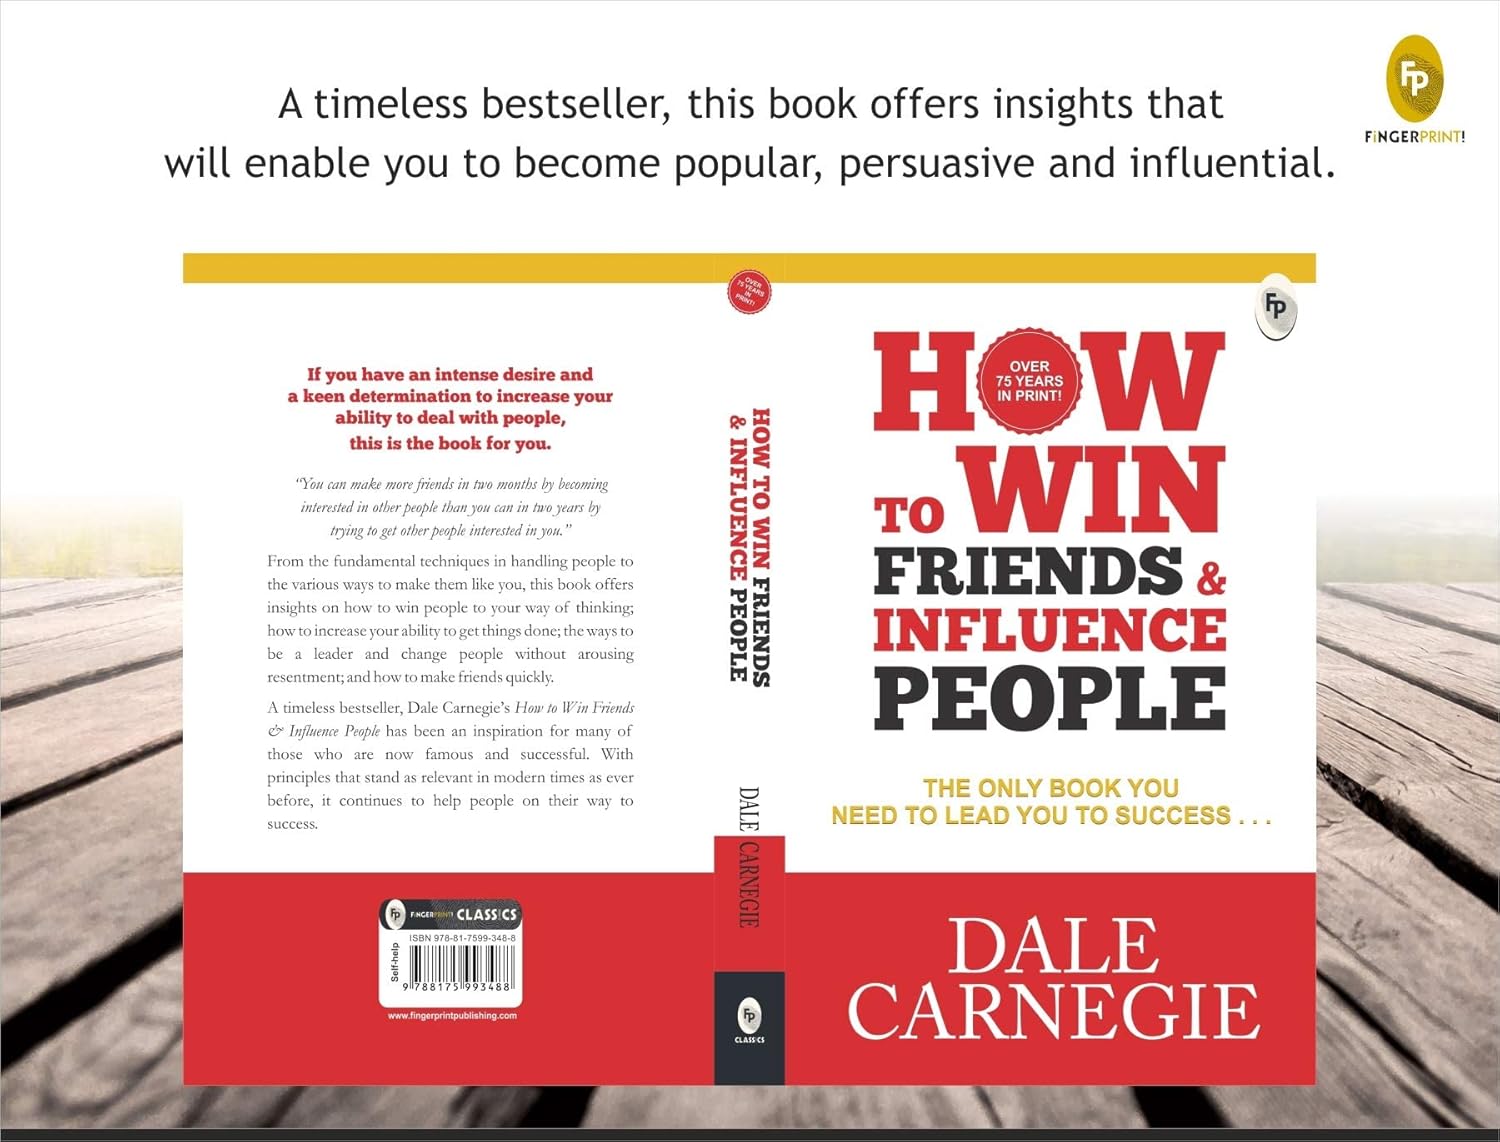 A timeless bestseller, this book offers insights that
will enable you to become popular, persuasive and influential.
FP
FiNGERPRINT!
If you have an intense desire and
a keen determination to increase your
ability to deal with people,
this is the book for you.
“You can make more friends in two months by becoming
interested in other people than you can in two years by
trying to get other people interested in you.”
From the fundamental techniques in handling people to
the various ways to make them like you, this book offers
insights on how to win people to your way of thinking;
how to increase your ability to get things done; the ways to
be a leader and change people without arousing
resentment; and how to make friends quickly.
A timeless bestseller, Dale Carnegie’s How to Win Friends
& Influence People has been an inspiration for many of
those who are now famous and successful. With
principles that stand as relevant in modern times as ever
before, it continues to help people on their way to
success.
FP FiNGERPRINT! CLASSiCS
ISBN 978-81-7599-348-8
Self-help
9 788175 993488
www.fingerprintpublishing.com
OVER
75 YEARS
IN
PRINT!
HOW TO WIN FRIENDS
& INFLUENCE PEOPLE
DALE CARNEGIE
FP
CLASSiCS
FP
HOW
OVER
75 YEARS
IN PRINT!
TO WIN
FRIENDS &
INFLUENCE
PEOPLE
THE ONLY BOOK YOU
NEED TO LEAD YOU TO SUCCESS . . .
DALE
CARNEGIE